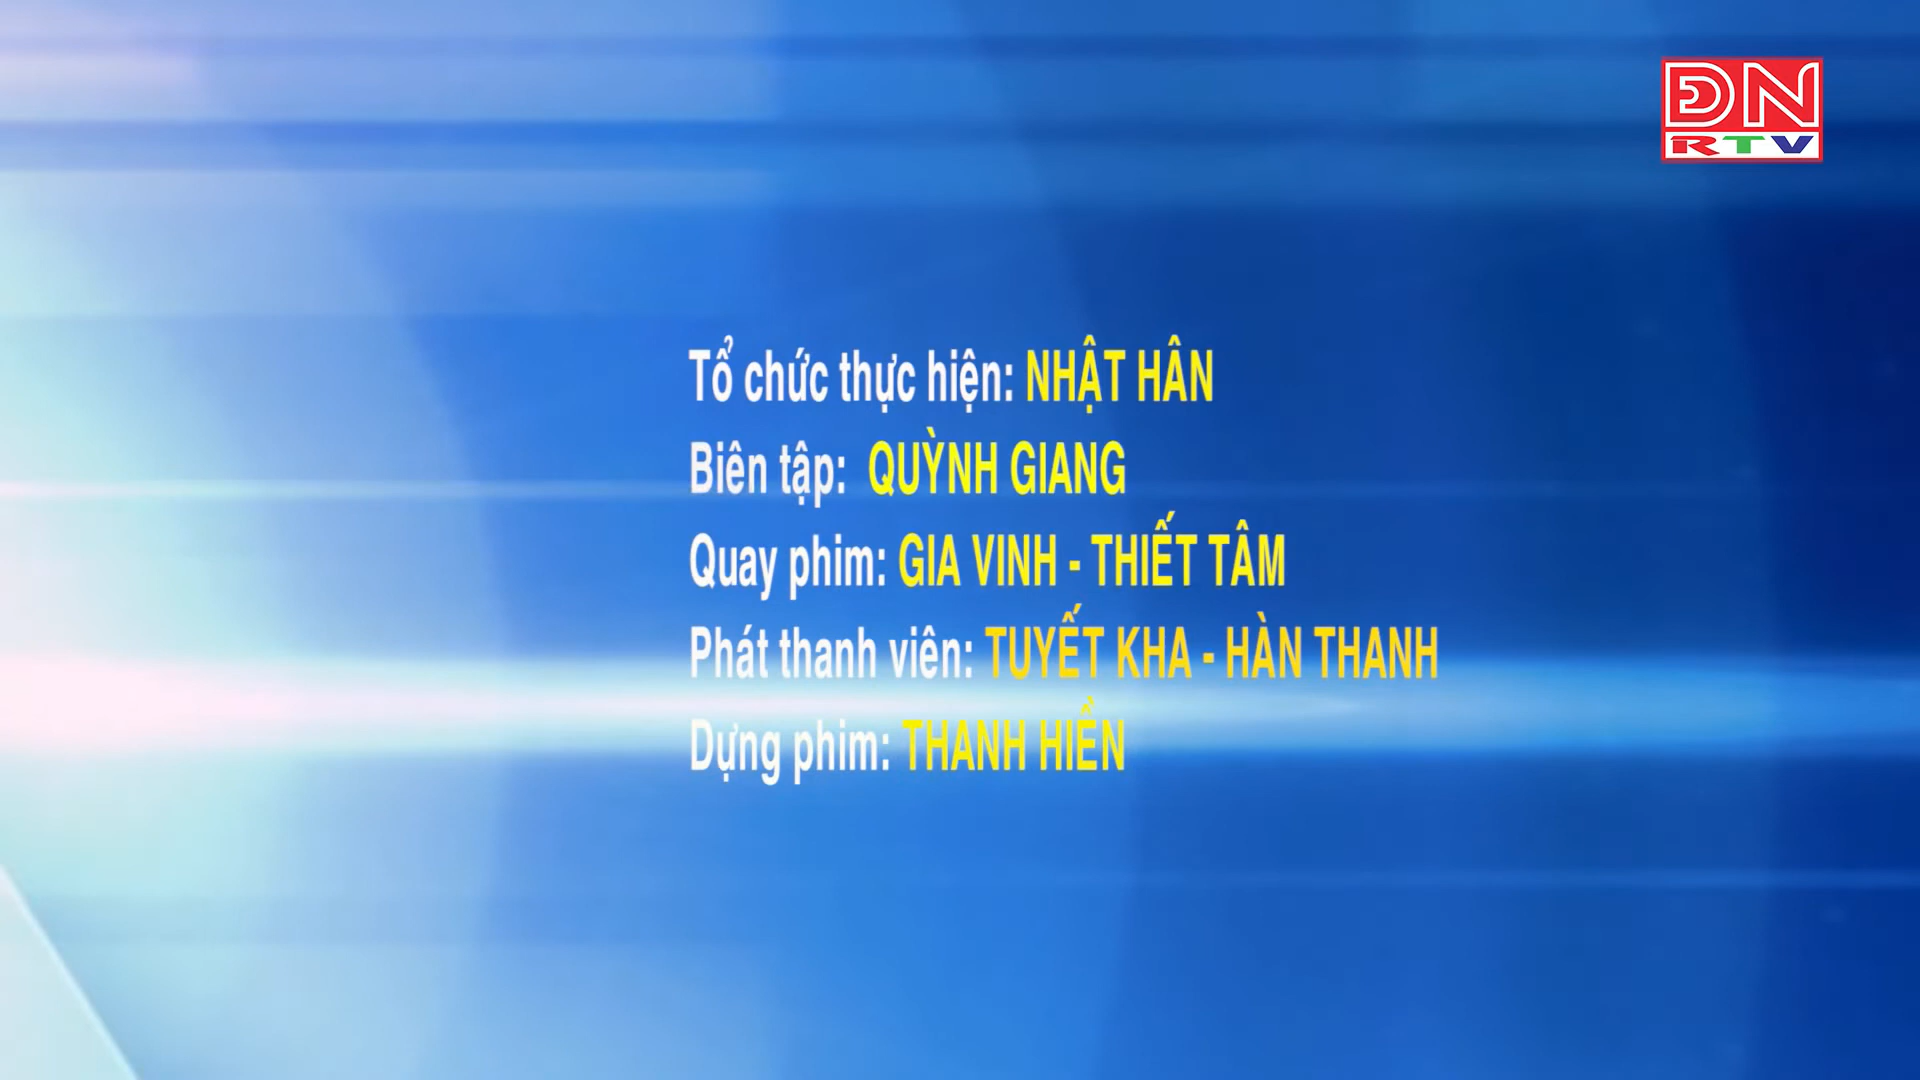 ĐN
RTV
Tổ chức thực hiện: NHẬT HÂN
Biên tập: QUỲNH GIANG
Quay phim: GIA VINH - THIẾT TÂM
Phát thanh viên: TUYẾT KHA - HÀN THANH
Dựng phim: THANH HIỀN